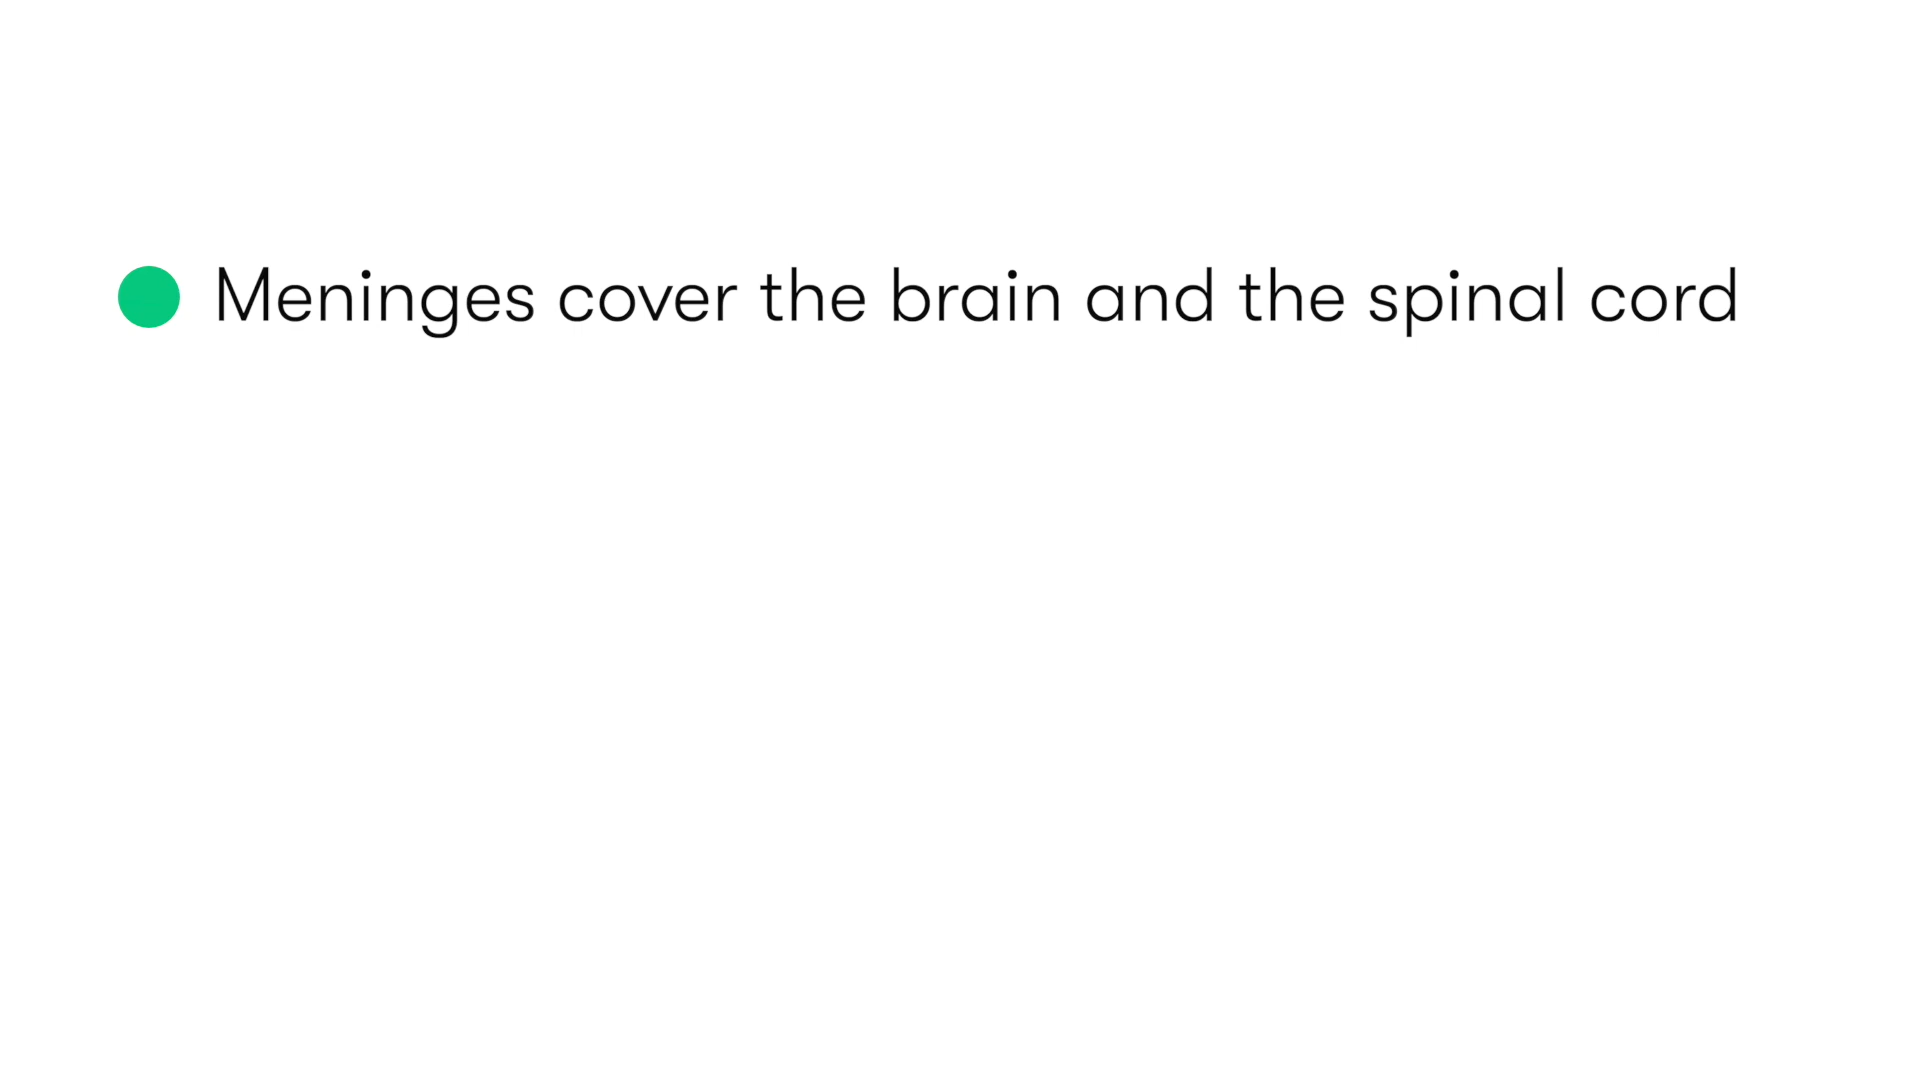 Meninges cover the brain and the spinal cord